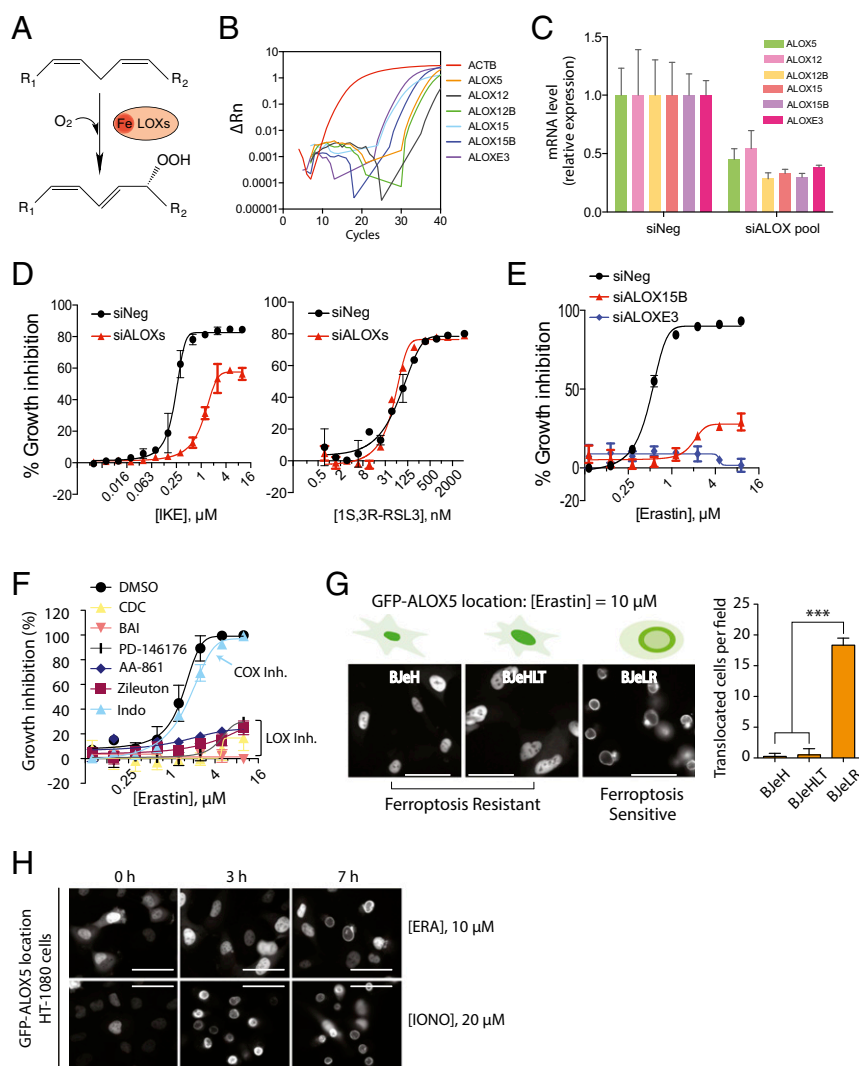 A
R1
R2
O2
Fe LOXs
OOH
R1
R2
B
ΔRn
10
1
0.1
0.01
0.001
0.0001
0.00001
0
10
20
30
40
Cycles
ACTB
ALOX5
ALOX12
ALOX12B
ALOX15
ALOX15B
ALOXE3
C
mRNA level
(relative expression)
1.5
1.0
0.5
0.0
siNeg
siALOX pool
ALOX5
ALOX12
ALOX12B
ALOX15
ALOX15B
ALOXE3
D
% Growth inhibition
100
80
60
40
20
0
-20
siNeg
siALOXs
0.016
0.063
0.25
1
4
16
[IKE], µM
100
80
60
40
20
0
-20
siNeg
siALOXs
0.5
2
8
31
125
500
2000
[1S,3R-RSL3], nM
E
siNeg
siALOX15B
siALOXE3
% Growth inhibition
100
50
0
-20
0.25
1
4
16
[Erastin], µM
F
Growth inhibition (%)
120
100
80
60
40
20
0
-20
DMSO
CDC
BAI
PD-146176
AA-861
Zileuton
Indo
COX Inh.
LOX Inh.
0.25
1
4
16
[Erastin], µM
G
GFP-ALOX5 location: [Erastin] = 10 µM
BJeH
BJeHLT
BJeLR
Ferroptosis Resistant
Ferroptosis
Sensitive
Translocated cells per field
25
20
15
10
5
0
***
BJeH
BJeHLT
BJeLR
H
0 h
3 h
7 h
GFP-ALOX5 location
HT-1080 cells
[ERA], 10 µM
[IONO], 20 µM